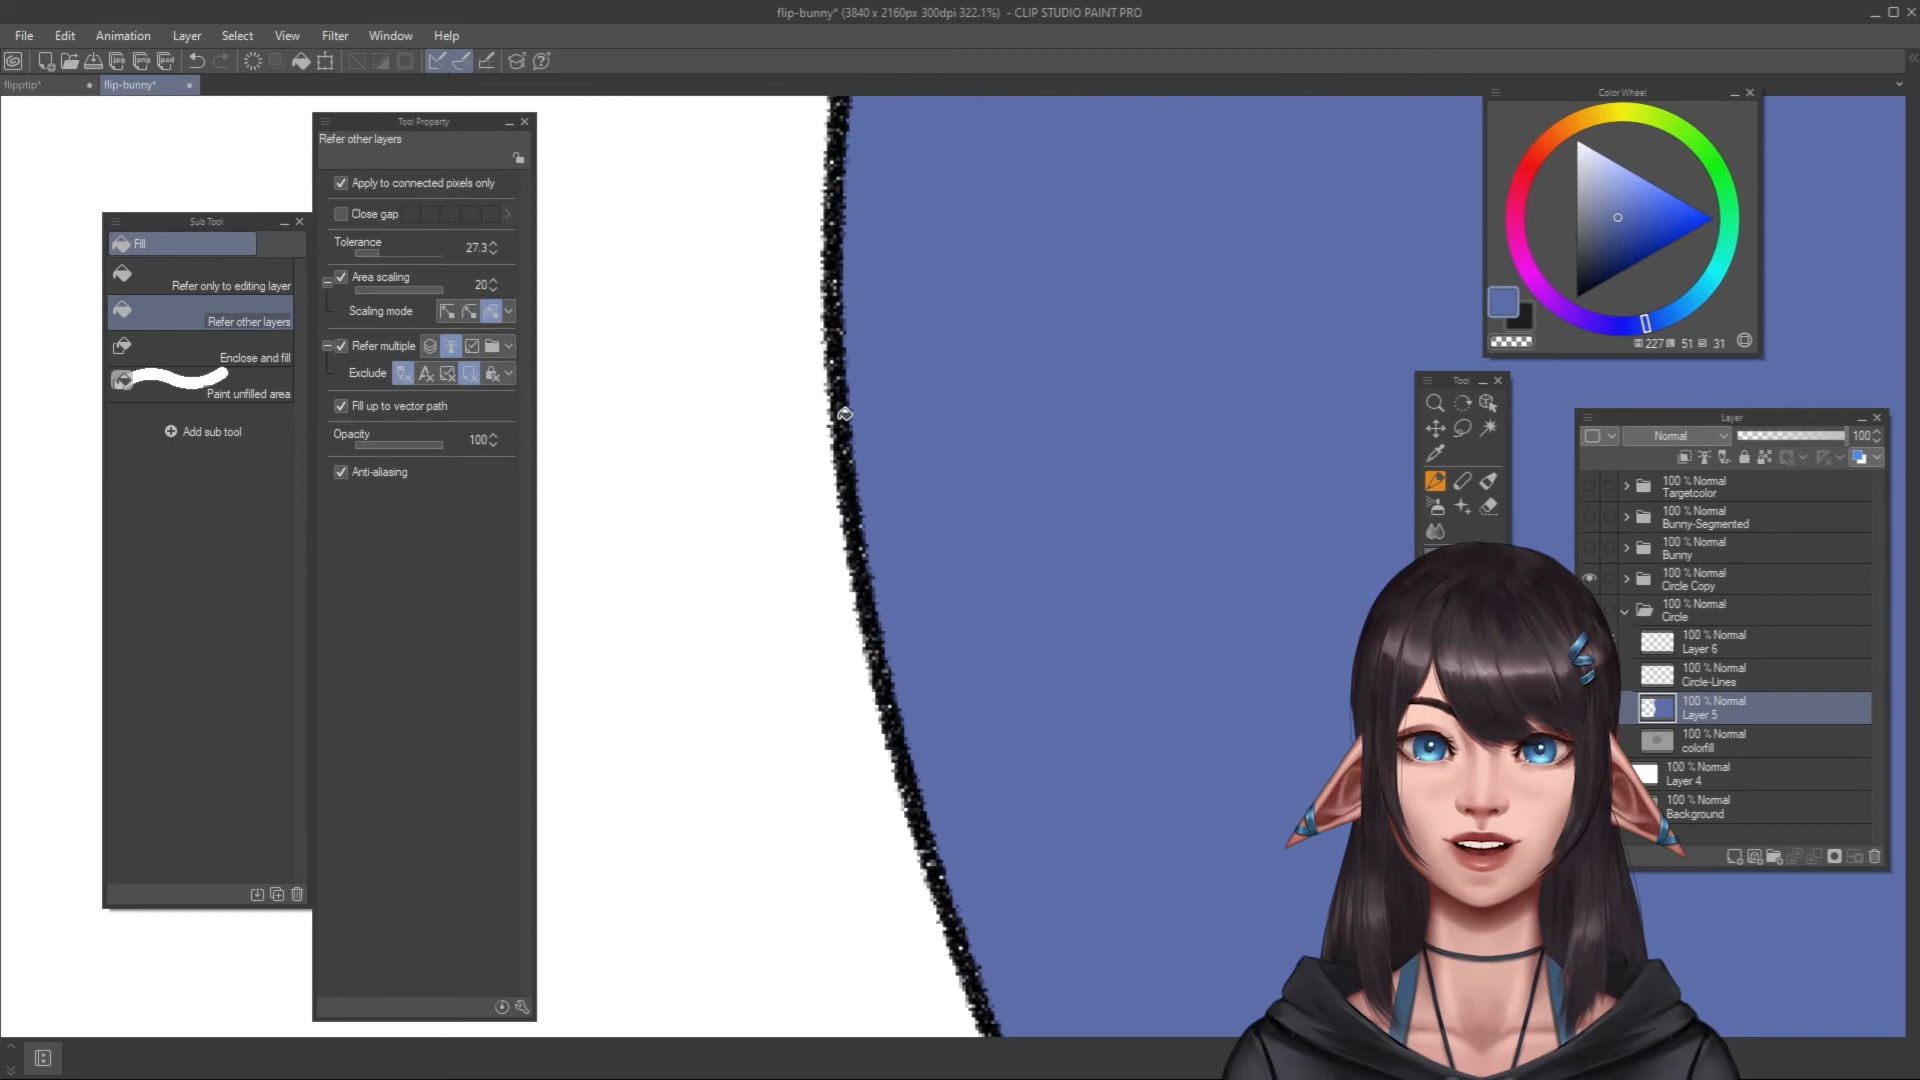 flip-bunny* (3840 x 2160px 300dpi 322.1%) - CLIP STUDIO PAINT PRO
File Edit Animation Layer Select View Filter Window Help
jpg png psd
flipptip* flip-bunny*
Sub Tool
Fill
Refer only to editing layer
Refer other layers
Enclose and fill
Paint unfilled area
Add sub tool
Tool Property
Refer other layers
Apply to connected pixels only
Close gap
Tolerance 27.3
Area scaling 20
Scaling mode
Refer multiple
Exclude
Fill up to vector path
Opacity 100
Anti-aliasing
Color Wheel
H 227 S 51 31
Tool
Layer
Normal 100
100 % Normal
Targetcolor
100 % Normal
Bunny-Segmented
100 % Normal
Bunny
100 % Normal
Circle Copy
100 % Normal
Circle
100 % Normal
Layer 6
100 % Normal
Circle-Lines
100 % Normal
Layer 5
100 % Normal
colorfill
100 % Normal
Layer 4
100 % Normal
Background